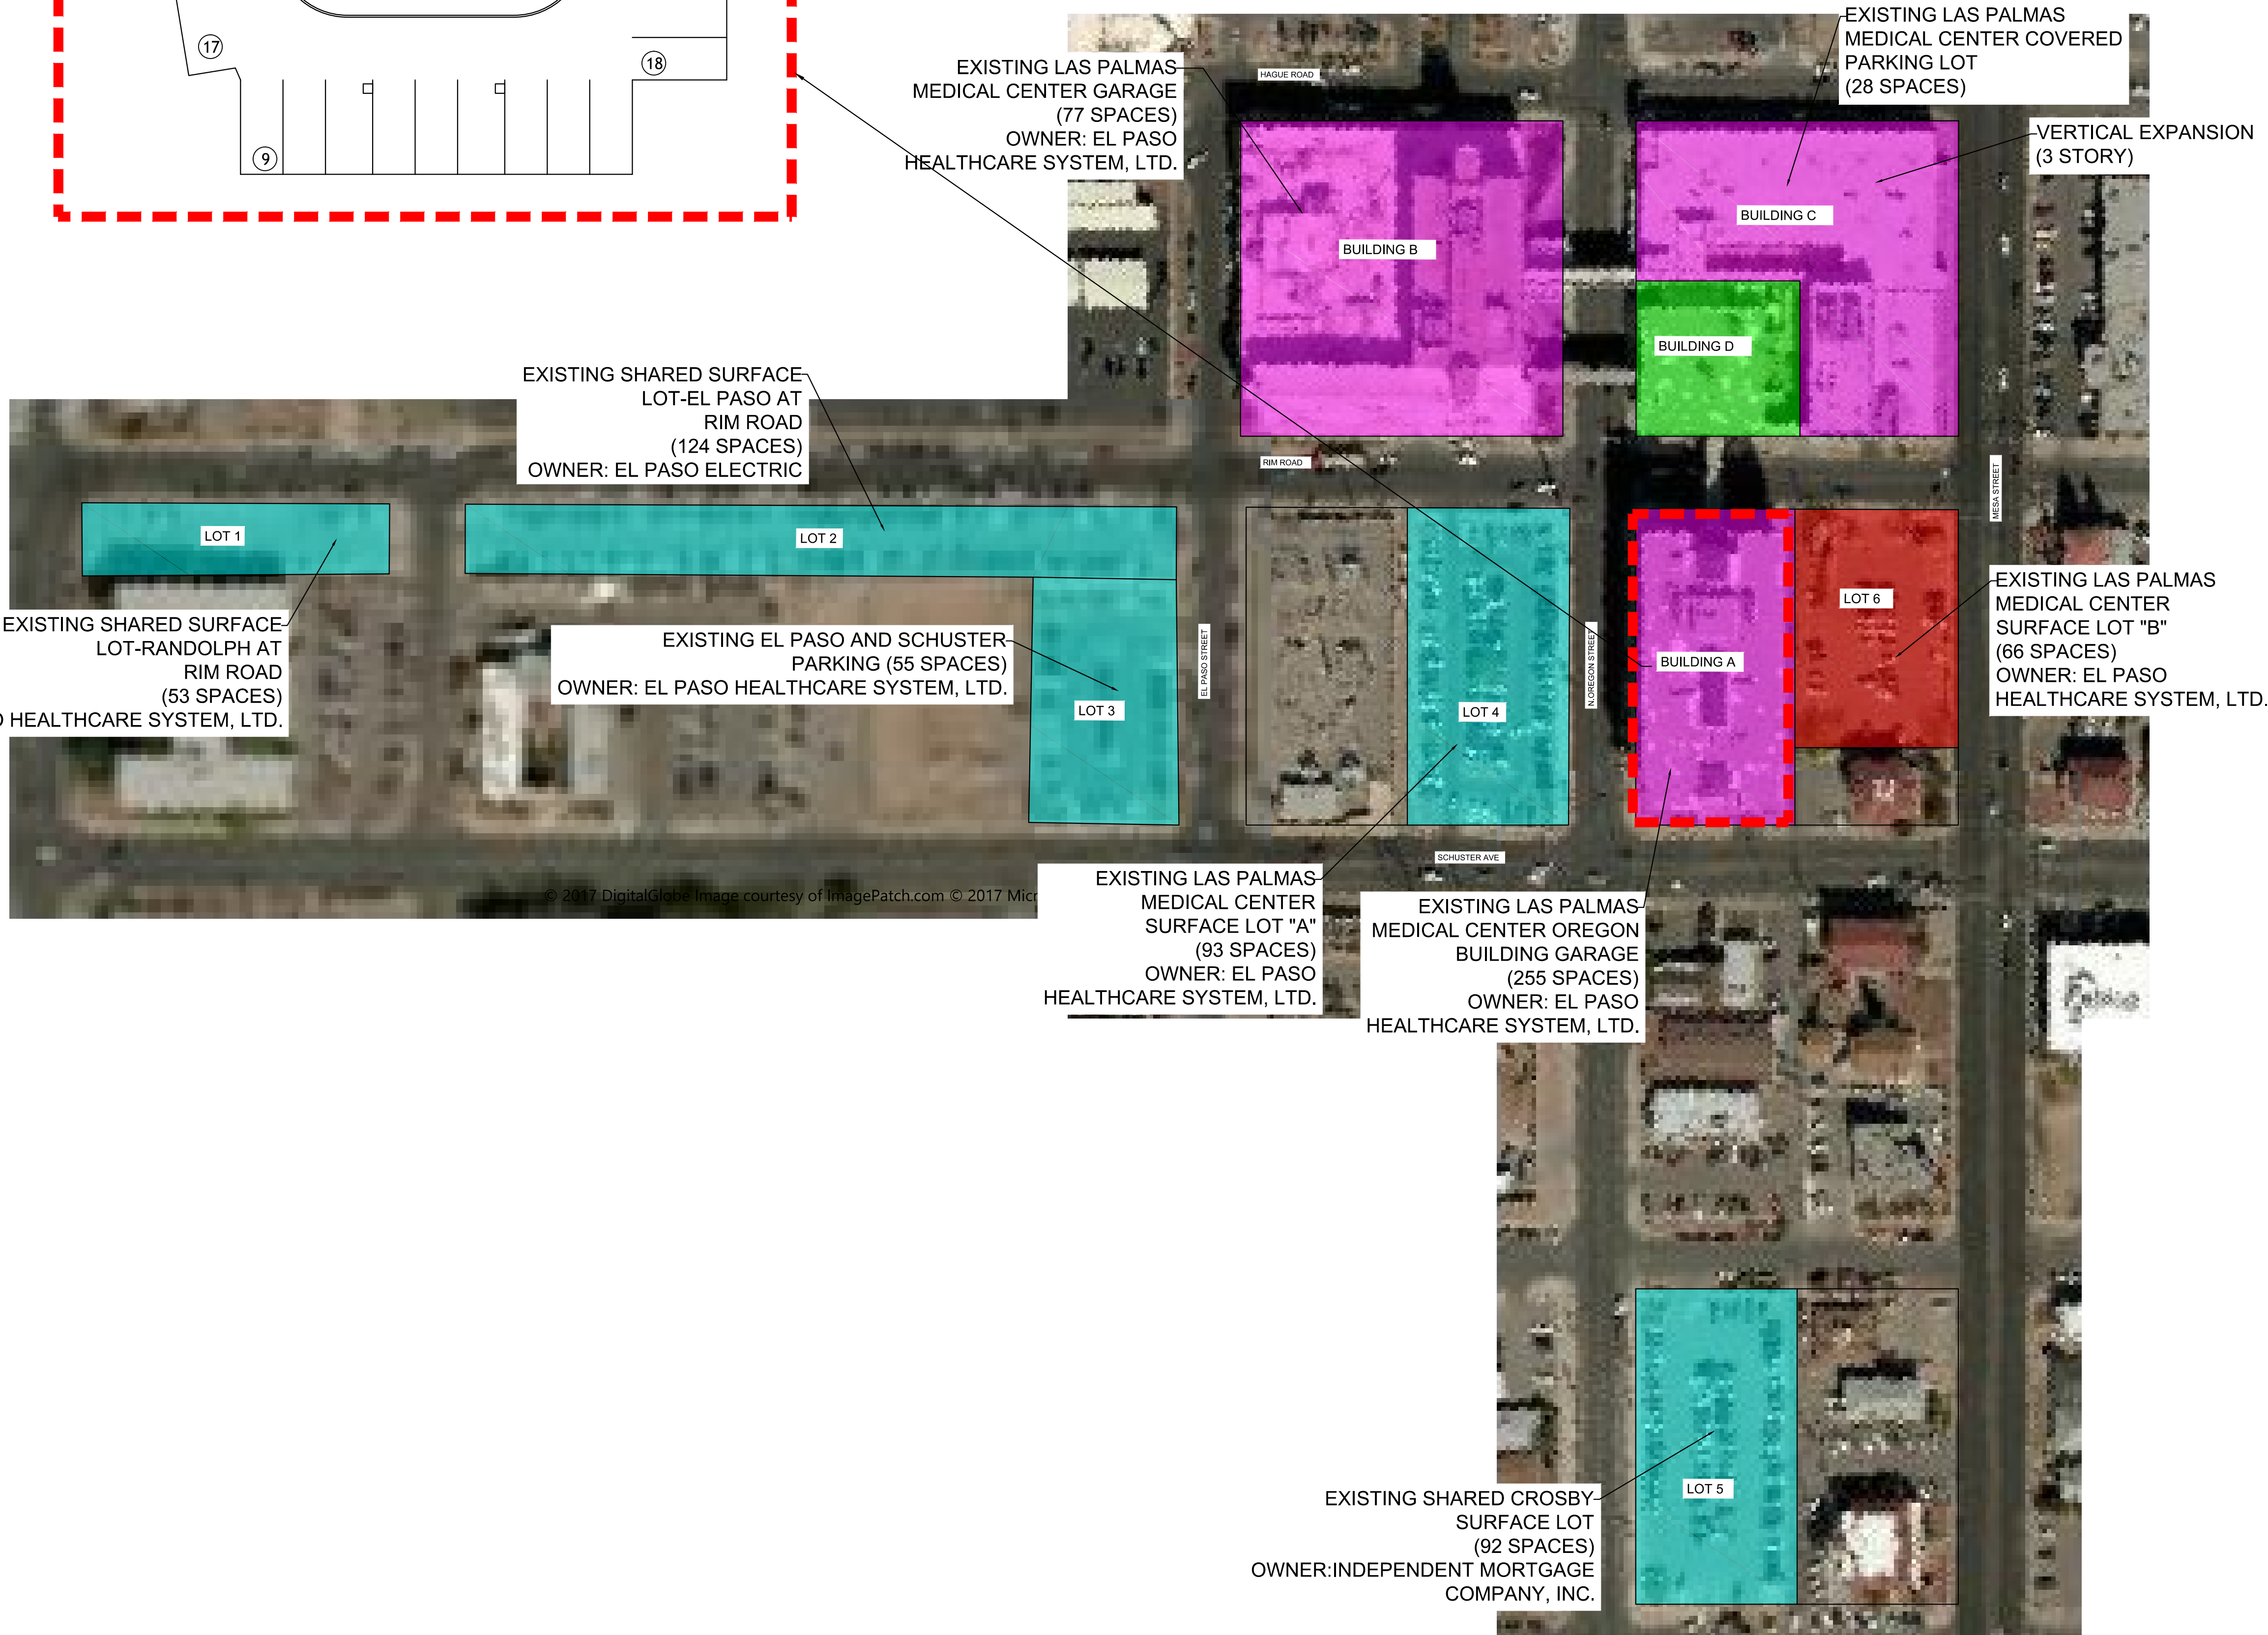 17
18
9
EXISTING LAS PALMAS
MEDICAL CENTER GARAGE
(77 SPACES)
OWNER: EL PASO
HEALTHCARE SYSTEM, LTD.
HAGUE ROAD
EXISTING LAS PALMAS
MEDICAL CENTER COVERED
PARKING LOT
(28 SPACES)
VERTICAL EXPANSION
(3 STORY)
BUILDING B
BUILDING C
BUILDING D
EXISTING SHARED SURFACE
LOT-EL PASO AT
RIM ROAD
(124 SPACES)
OWNER: EL PASO ELECTRIC
RIM ROAD
MESA STREET
LOT 1
LOT 2
EXISTING SHARED SURFACE
LOT-RANDOLPH AT
RIM ROAD
(53 SPACES)
O HEALTHCARE SYSTEM, LTD.
EXISTING EL PASO AND SCHUSTER
PARKING (55 SPACES)
OWNER: EL PASO HEALTHCARE SYSTEM, LTD.
LOT 3
EL PASO STREET
LOT 4
N.OREGON STREET
BUILDING A
LOT 6
EXISTING LAS PALMAS
MEDICAL CENTER
SURFACE LOT "B"
(66 SPACES)
OWNER: EL PASO
HEALTHCARE SYSTEM, LTD.
SCHUSTER AVE
© 2017 DigitalGlobe Image courtesy of ImagePatch.com © 2017 Micr
EXISTING LAS PALMAS
MEDICAL CENTER
SURFACE LOT "A"
(93 SPACES)
OWNER: EL PASO
HEALTHCARE SYSTEM, LTD.
EXISTING LAS PALMAS
MEDICAL CENTER OREGON
BUILDING GARAGE
(255 SPACES)
OWNER: EL PASO
HEALTHCARE SYSTEM, LTD.
EXISTING SHARED CROSBY
SURFACE LOT
(92 SPACES)
OWNER:INDEPENDENT MORTGAGE
COMPANY, INC.
LOT 5